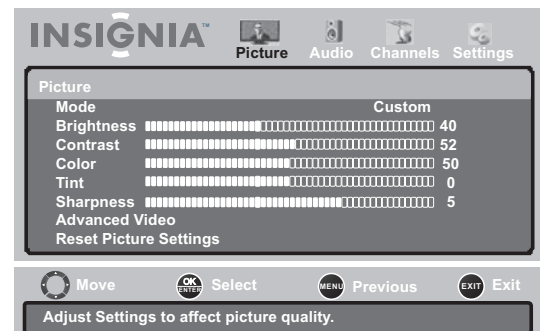 INSIGNIA™
Picture Audio Channels Settings
Picture
Mode Custom
Brightness 40
Contrast 52
Color 50
Tint 0
Sharpness 5
Advanced Video
Reset Picture Settings
Move OK ENTER Select MENU Previous EXIT Exit
Adjust Settings to affect picture quality.